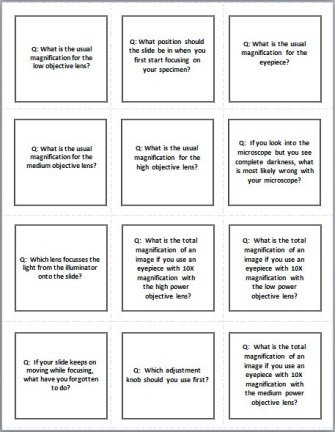 Q: What is the usual
magnification for the
low objective lens?
Q: What position should
the slide be in when you
first start focusing on
your specimen?
Q: What is the usual
magnification for the
eyepiece?
Q: What is the usual
magnification for the
medium objective lens?
Q: What is the usual
magnification for the
high objective lens?
Q: If you look into the
microscope but you see
complete darkness, what
is most likely wrong with
your microscope?
Q: Which lens focusses the
light from the illuminator
onto the slide?
Q: What is the total
magnification of an
image if you use an
eyepiece with 10X
magnification with
the high power
objective lens?
Q: What is the total
magnification of an
image if you use an
eyepiece with 10X
magnification with
the low power
objective lens?
Q: If your slide keeps on
moving while focusing,
what have you forgotten
to do?
Q: Which adjustment
knob should you use first?
Q: What is the total
magnification of an
image if you use an
eyepiece with 10X
magnification with
the medium power
objective lens?